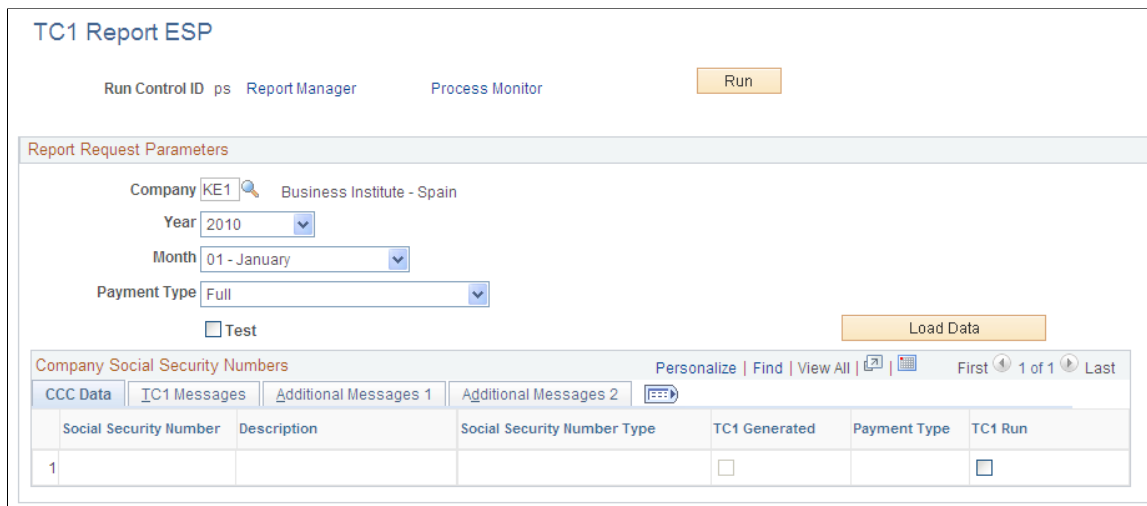 TC1 Report ESP
Run Control ID ps Report Manager Process Monitor Run
Report Request Parameters
Company KE1 Business Institute - Spain
Year 2010
Month 01 - January
Payment Type Full
Test Load Data
Company Social Security Numbers Personalize | Find | View All | | First 1 of 1 Last
CCC Data TC1 Messages Additional Messages 1 Additional Messages 2
Social Security Number Description Social Security Number Type TC1 Generated Payment Type TC1 Run
1